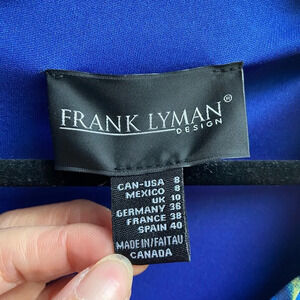 FRANK LYMAN®
DESIGN
CAN-USA 8
MEXICO 8
UK 10
GERMANY 36
FRANCE 38
SPAIN 40
MADE IN/FAIT AU
CANADA